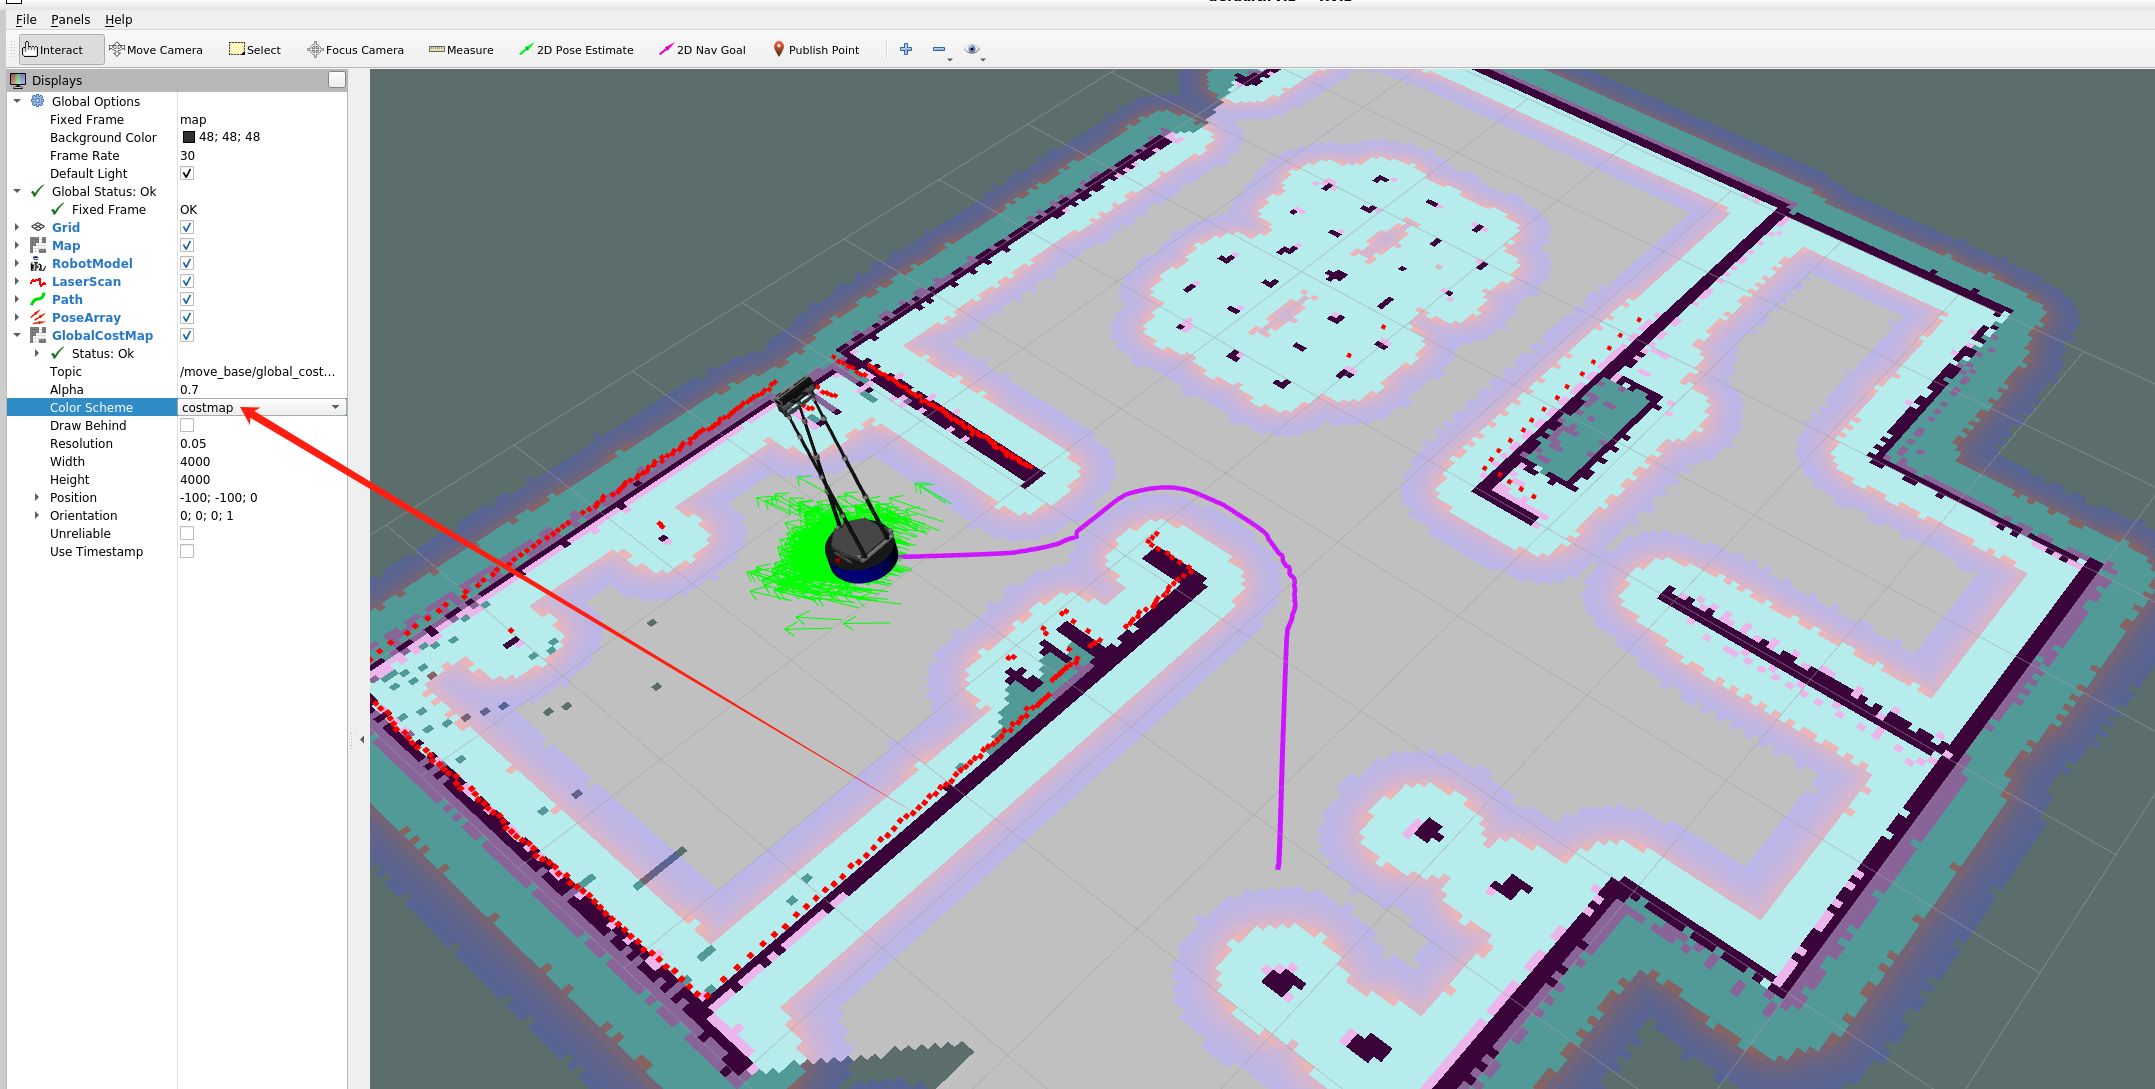 File Panels Help
Interact Move Camera Select Focus Camera Measure 2D Pose Estimate 2D Nav Goal Publish Point
Displays
Global Options
Fixed Frame map
Background Color 48; 48; 48
Frame Rate 30
Default Light
Global Status: Ok
Fixed Frame OK
Grid
Map
RobotModel
LaserScan
Path
PoseArray
GlobalCostMap
Status: Ok
Topic /move_base/global_cost...
Alpha 0.7
Color Scheme costmap
Draw Behind
Resolution 0.05
Width 4000
Height 4000
Position -100; -100; 0
Orientation 0; 0; 0; 1
Unreliable
Use Timestamp